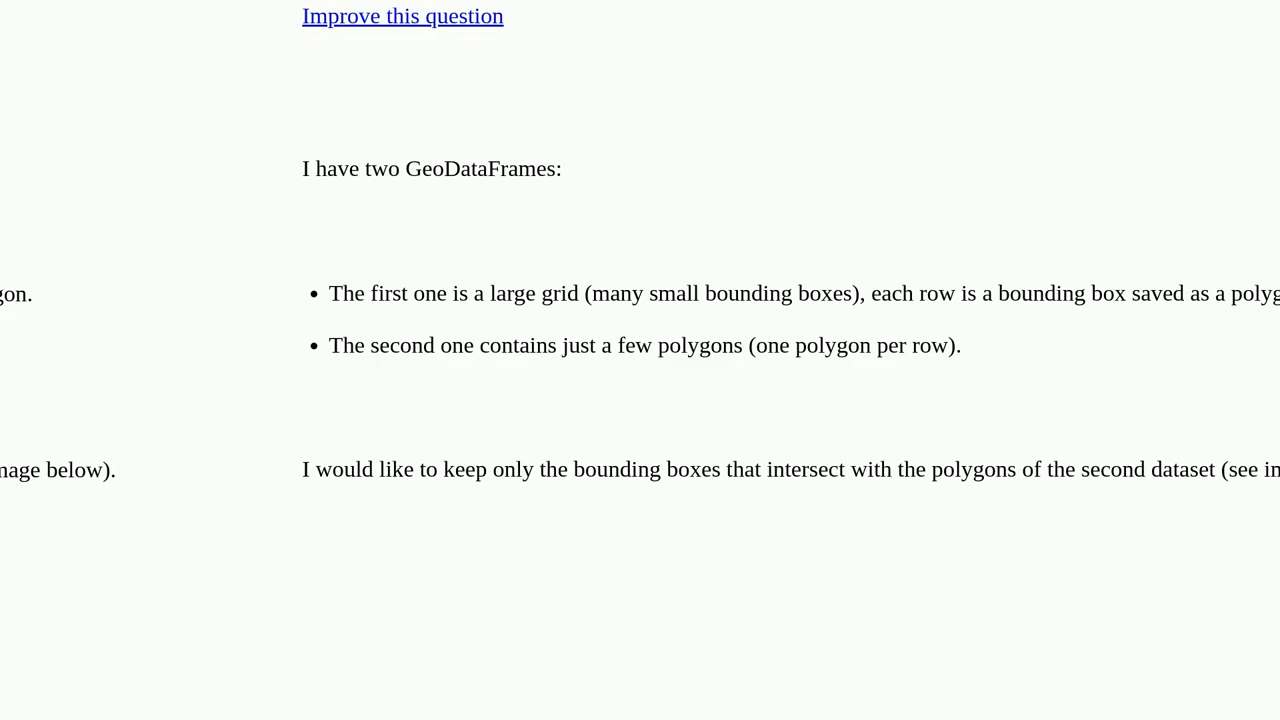 Improve this question
I have two GeoDataFrames:
gon.
• The first one is a large grid (many small bounding boxes), each row is a bounding box saved as a polyg
• The second one contains just a few polygons (one polygon per row).
mage below).
I would like to keep only the bounding boxes that intersect with the polygons of the second dataset (see im